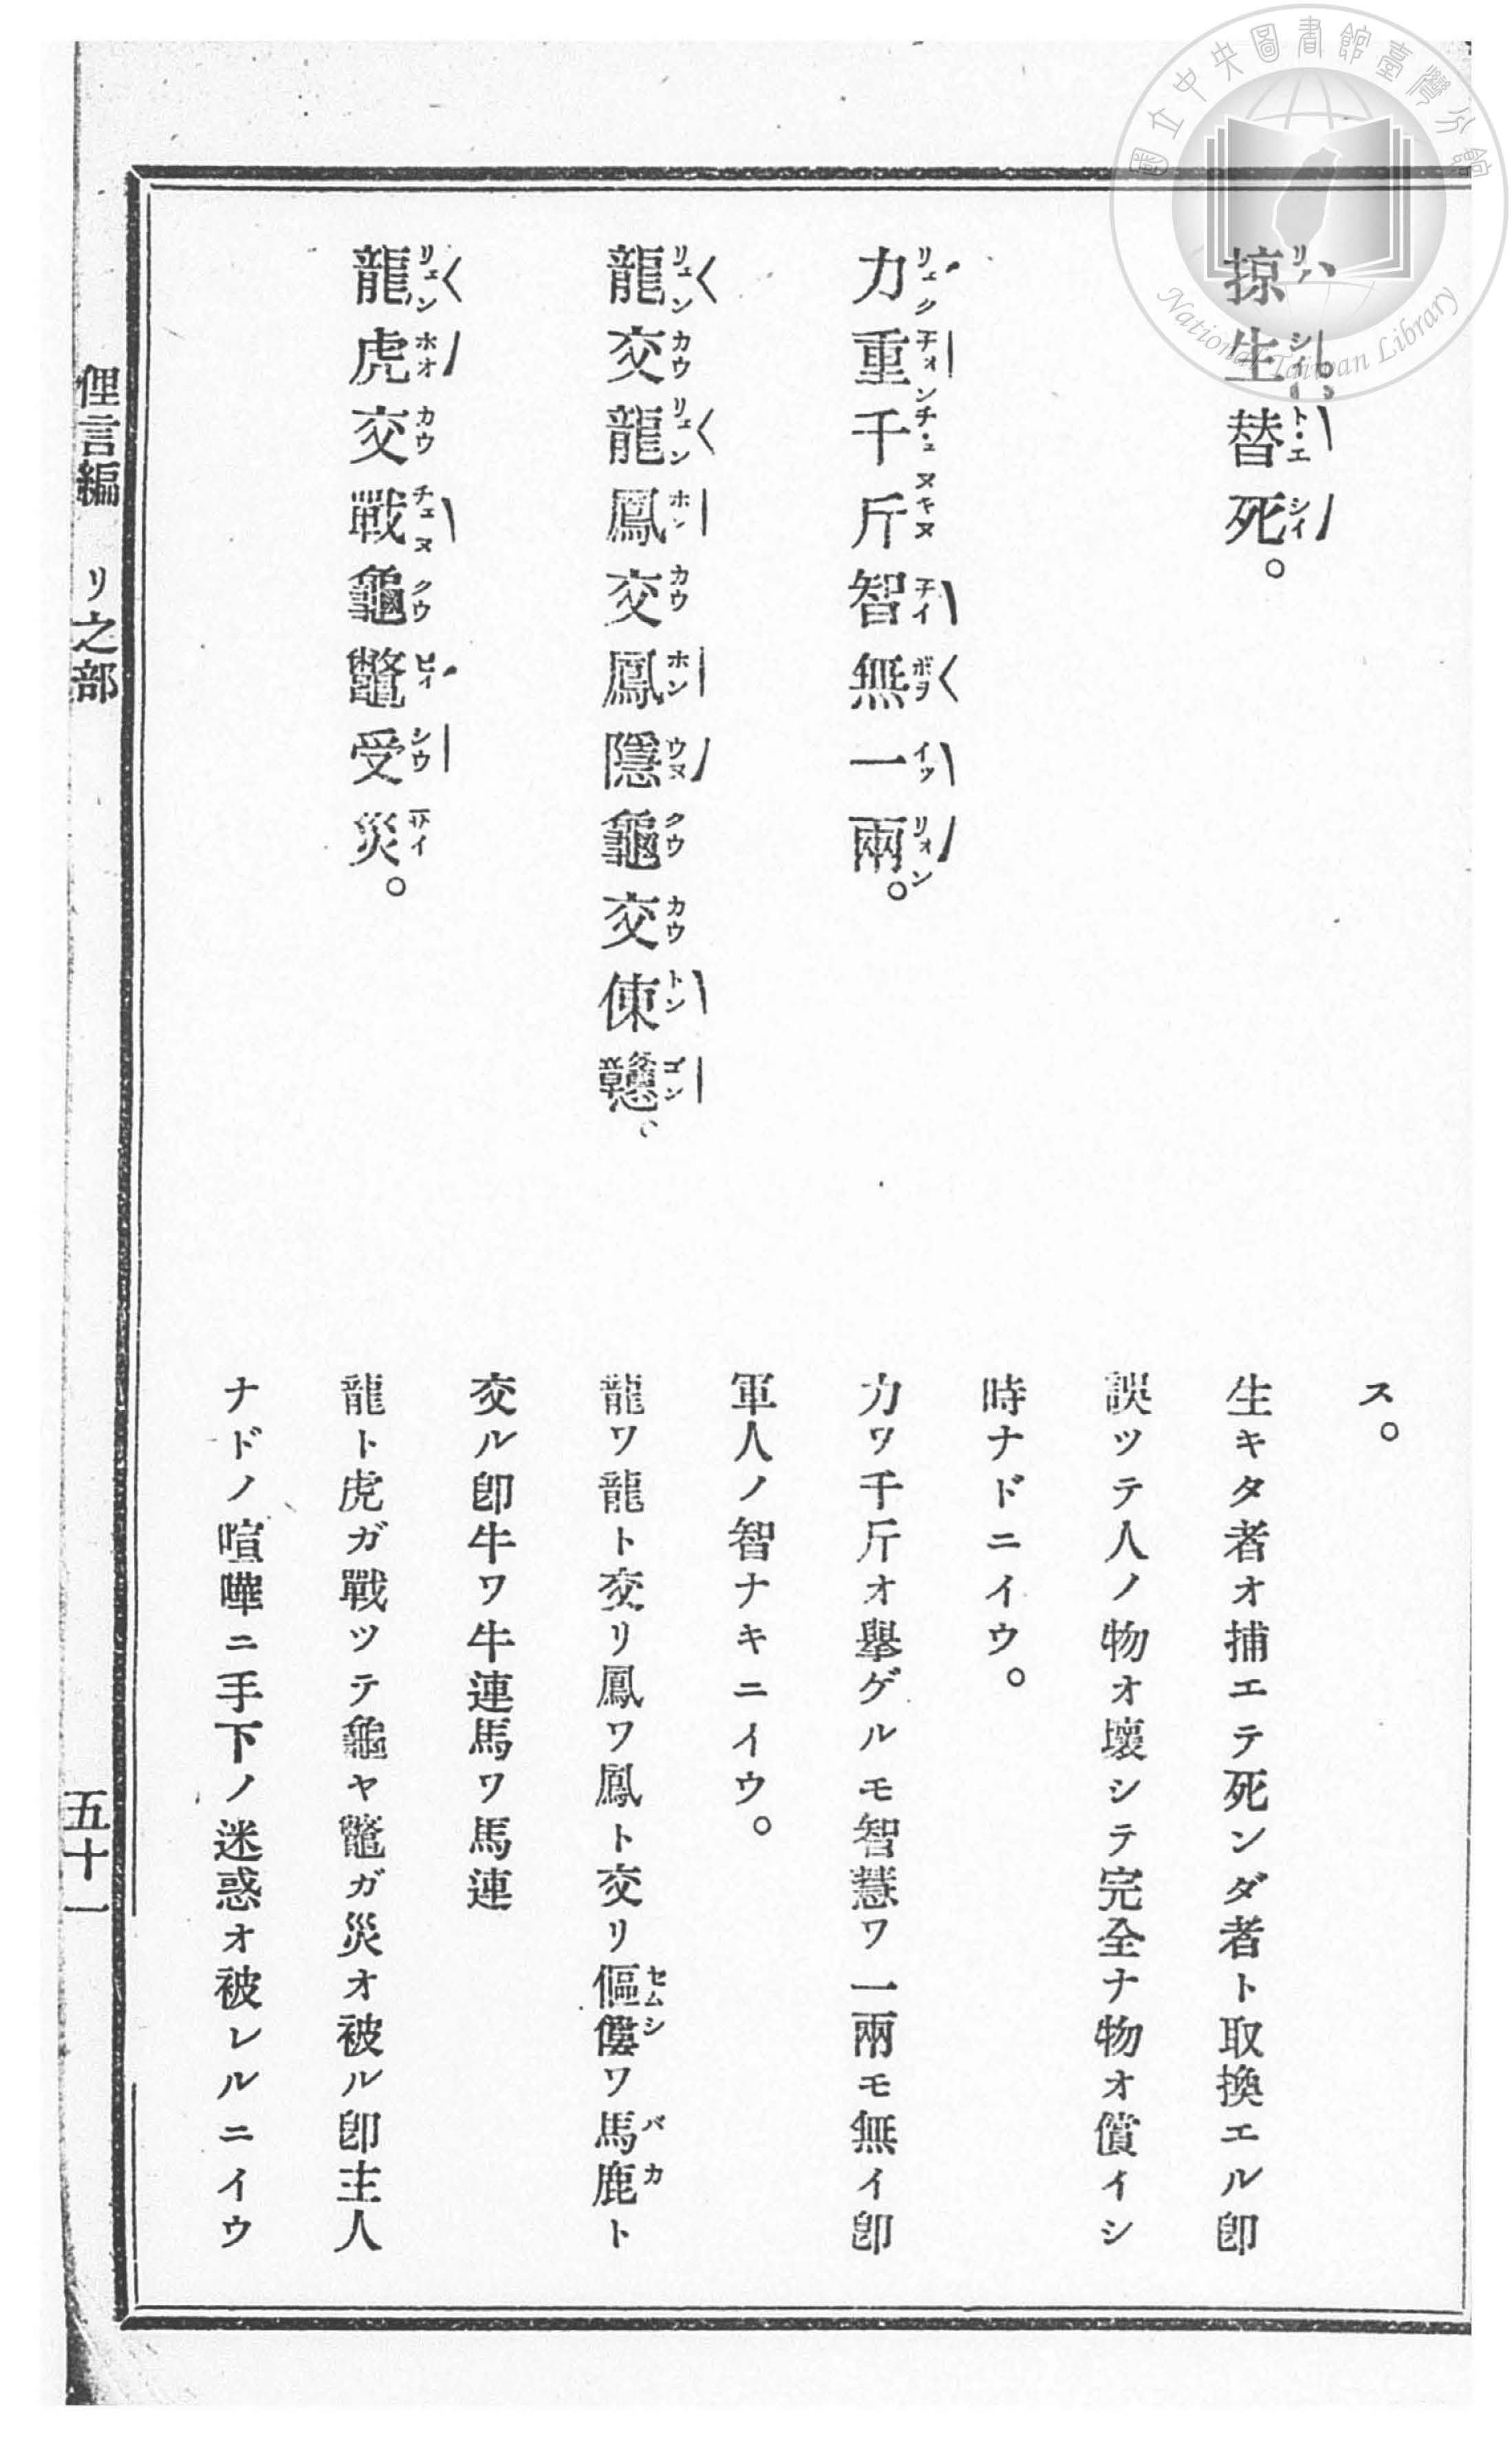 國立中央圖書館臺灣分館
National Taiwan Library
ス。
掠生替死。
生キタ者オ捕エテ死ンダ者ト取換エル卽
誤ツテ人ノ物オ壞シテ完全ナ物オ償イシ
時ナドニイウ。
力重千斤智無一兩。
力ワ千斤オ擧ゲルモ智慧ワ一兩モ無イ卽
軍人ノ智ナキニイウ。
龍交龍鳳交鳳隱龜交倲戇。
龍ワ龍ト交リ鳳ワ鳳ト交リ傴僂ワ馬鹿ト
交ル卽牛ワ牛連馬ワ馬連
龍虎交戰龜鼈受災。
龍ト虎ガ戰ツテ龜ヤ鼈ガ災オ被ル卽主人
ナドノ喧嘩ニ手下ノ迷惑オ被レルニイウ
俚言編 リ之部 五十一